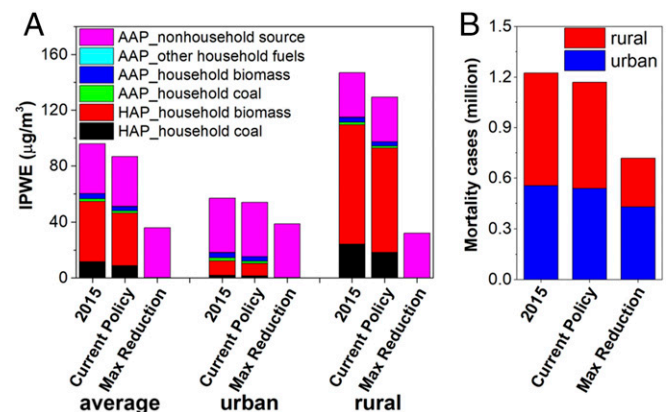 A
IPWE (μg/m³)
160
120
80
40
0
AAP_nonhousehold source
AAP_other household fuels
AAP_household biomass
AAP_household coal
HAP_household biomass
HAP_household coal
2015
Current Policy
Max Reduction
average
2015
Current Policy
Max Reduction
urban
2015
Current Policy
Max Reduction
rural
B
Mortality cases (million)
1.5
1.2
0.9
0.6
0.3
0.0
rural
urban
2015
Current Policy
Max Reduction